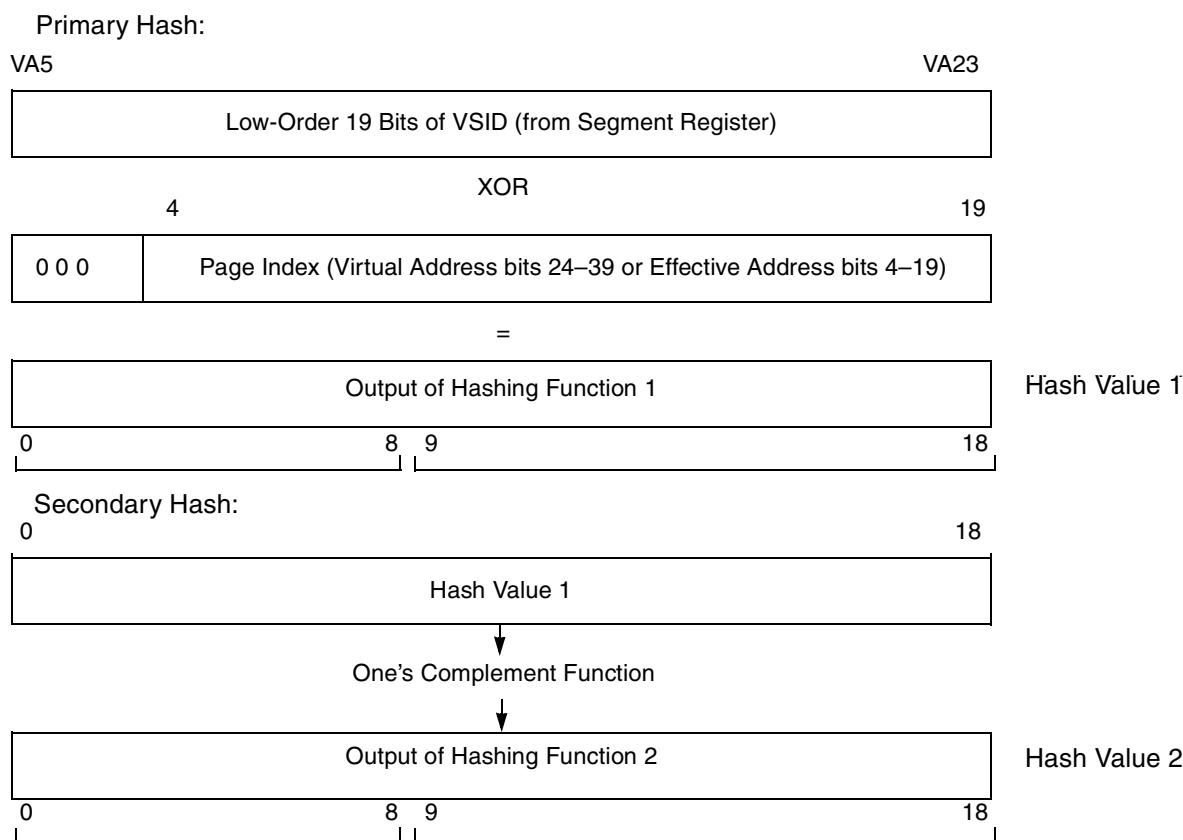 Primary Hash:
VA5 VA23
Low-Order 19 Bits of VSID (from Segment Register)
XOR
4 19
0 0 0 Page Index (Virtual Address bits 24–39 or Effective Address bits 4–19)
=
Output of Hashing Function 1 Hash Value 1
0 8 9 18
Secondary Hash:
0 18
Hash Value 1
One's Complement Function
Output of Hashing Function 2 Hash Value 2
0 8 9 18